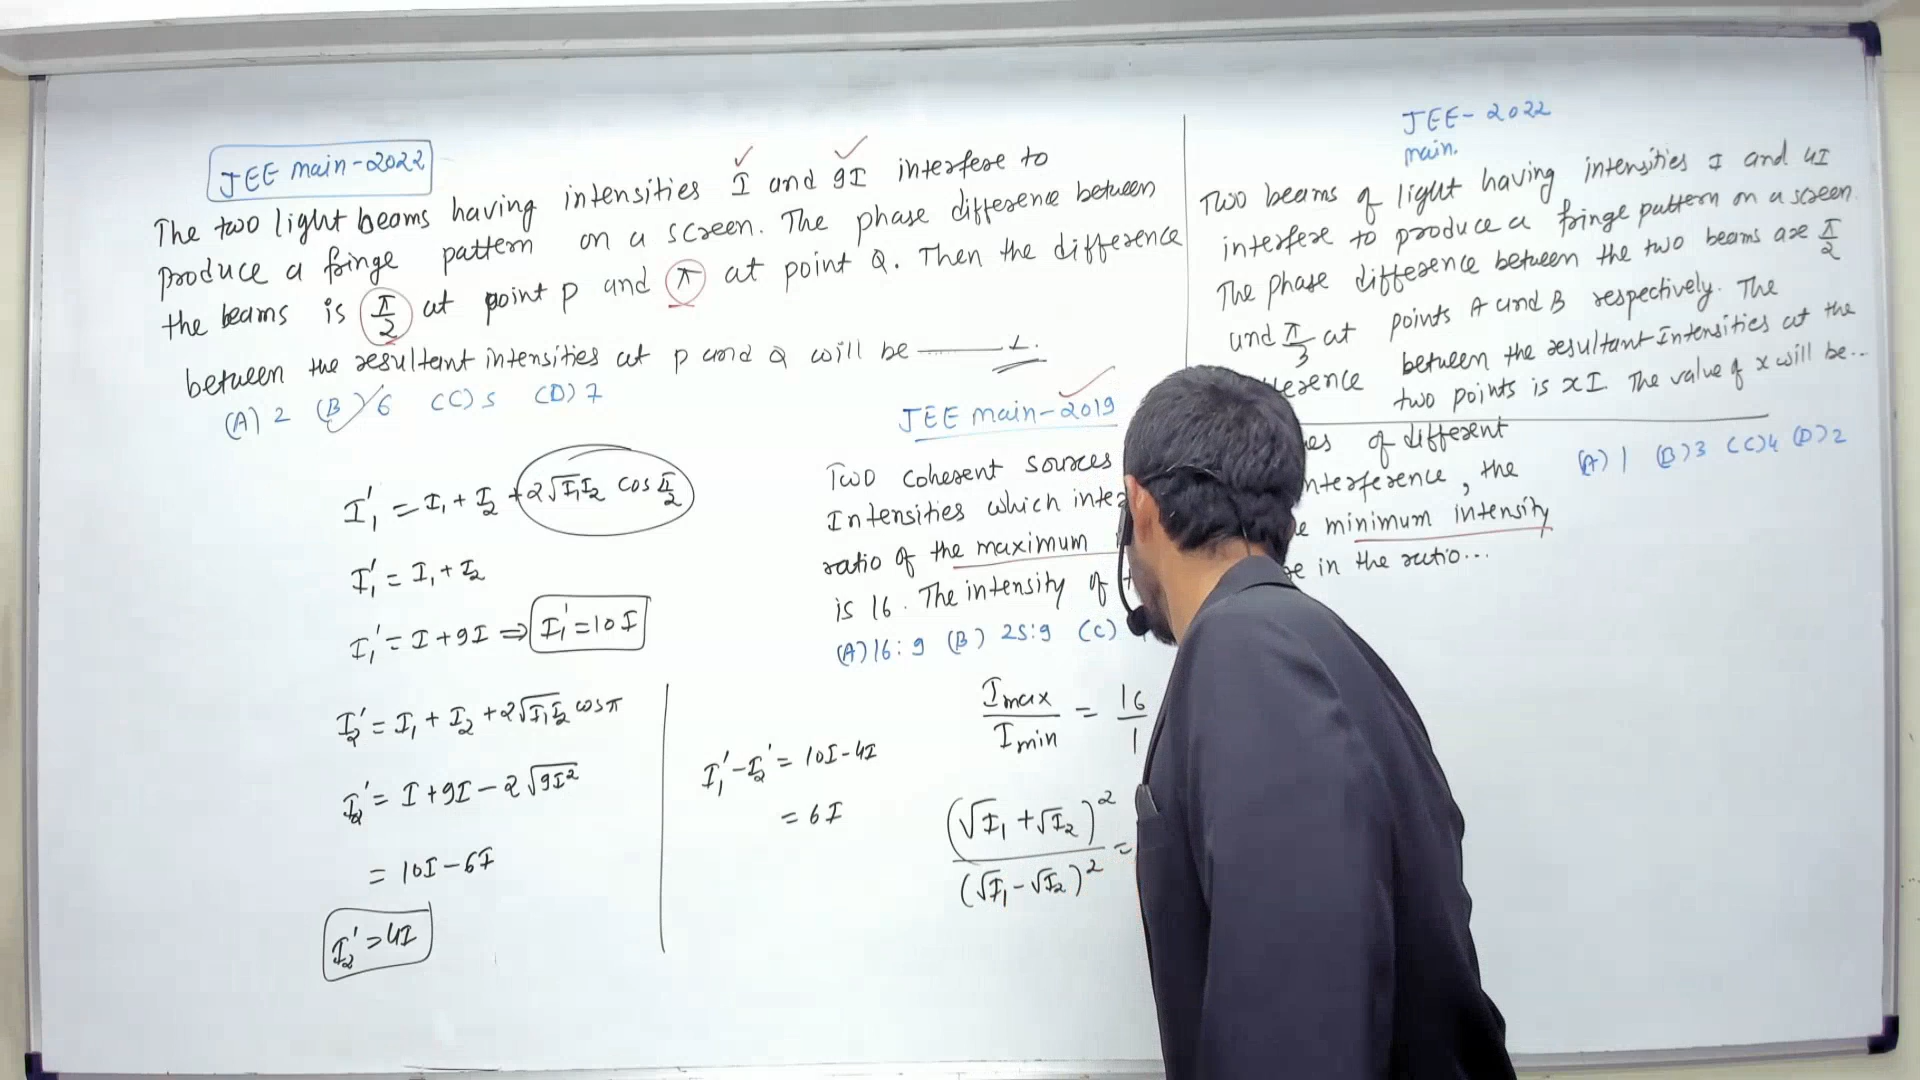 JEE main-2022
The two light beams having intensities I and 9I interfere to
produce a fringe pattern on a screen. The phase difference between
the beams is π/2 at point P and π at point Q. Then the difference
between the resultant intensities at p and Q will be ——— I.
(A) 2 (B) 6 (C) 5 (D) 7
I₁' = I₁ + I₂ + 2√I₁I₂ cos π/2
I₁' = I₁ + I₂
I₁' = I + 9I ⇒ I₁' = 10I
I₂' = I₁ + I₂ + 2√I₁I₂ cosπ
I₂' = I + 9I − 2√9I²
= 10I − 6I
I₂' = 4I
I₁' − I₂' = 10I − 4I
= 6I
JEE main-2019
Two coherent sources es of different
Intensities which nterference, the
ratio of the maximum minimum intensity
is 16. The intensity of in the ratio...
(A) 16:9 (B) 25:9 (C)
Imax/Imin = 16/1
(√I₁ + √I₂)²/(√I₁ − √I₂)² =
JEE-2022
main.
Two beams of light having intensities I and 4I
interfere to produce a fringe pattern on a screen.
The phase difference between the two beams are π/2
and π/3 at points A and B respectively. The
erence between the resultant Intensities at the
two points is xI. The value of x will be...
(A) 1 (B) 3 (C) 4 (D) 2